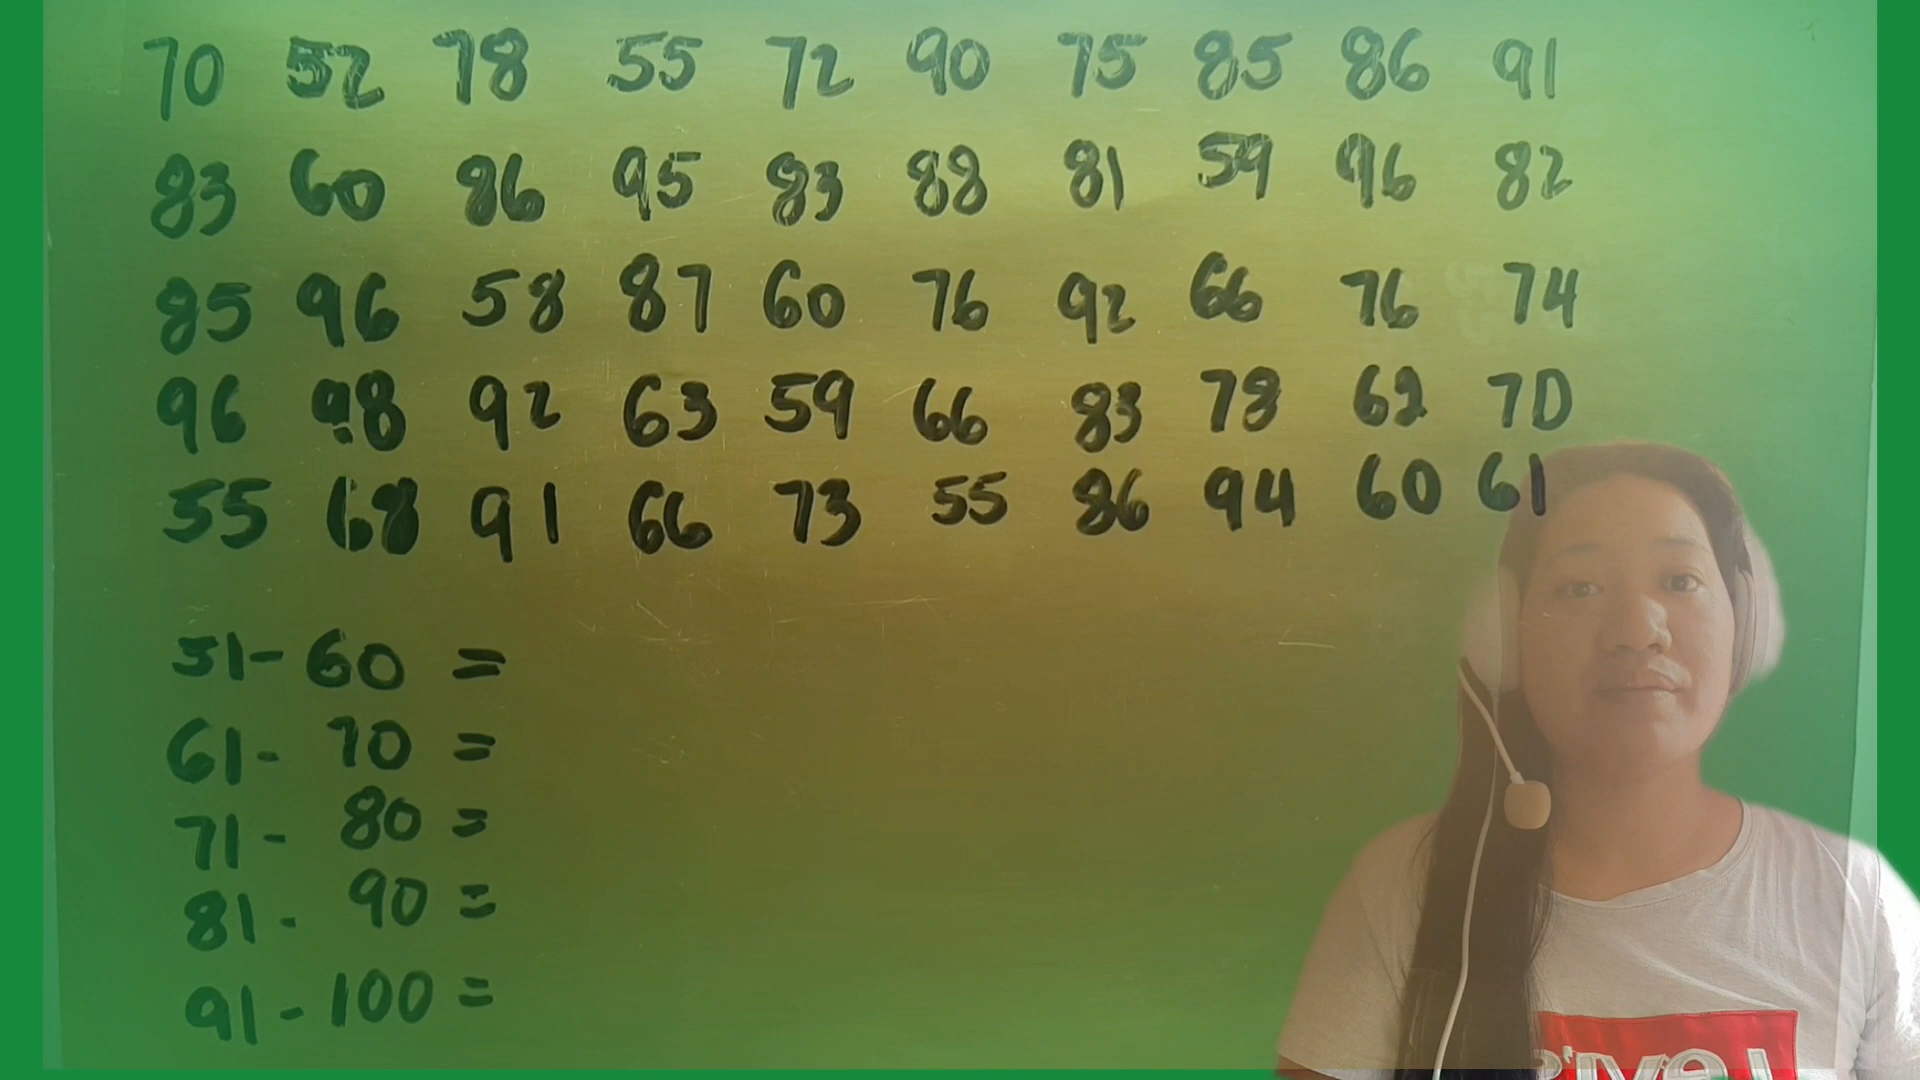 70 52 78 55 72 90 75 85 86 91
83 60 86 95 83 88 81 59 96 82
85 96 58 87 60 76 92 66 76 74
96 98 92 63 59 66 83 78 62 70
55 68 91 66 73 55 86 94 60 61
51-60 =
61-70 =
71-80 =
81-90 =
91-100 =